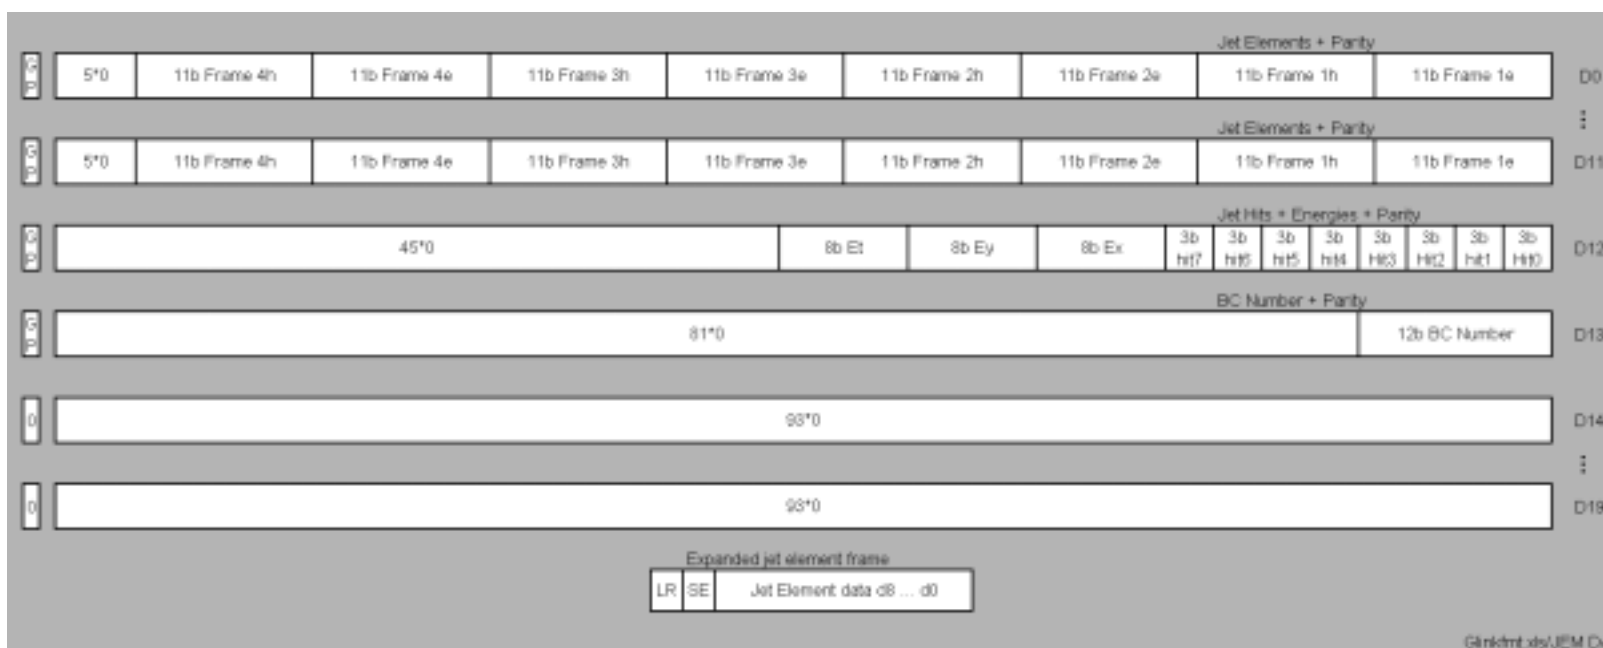 Jet Elements + Parity
G P 5*0 11b Frame 4h 11b Frame 4e 11b Frame 3h 11b Frame 3e 11b Frame 2h 11b Frame 2e 11b Frame 1h 11b Frame 1e D0
⋮
Jet Elements + Parity
G P 5*0 11b Frame 4h 11b Frame 4e 11b Frame 3h 11b Frame 3e 11b Frame 2h 11b Frame 2e 11b Frame 1h 11b Frame 1e D11
Jet Hits + Energies + Parity
G P 45*0 8b Et 8b Ey 8b Ex 3b hit7 3b hit6 3b hit5 3b hit4 3b Hit3 3b Hit2 3b hit1 3b Hit0 D12
BC Number + Parity
G P 81*0 12b BC Number D13
0 93*0 D14
⋮
0 93*0 D19
Expanded jet element frame
LR SE Jet Element data d8 ... d0
Glinkfmt.xls/JEM